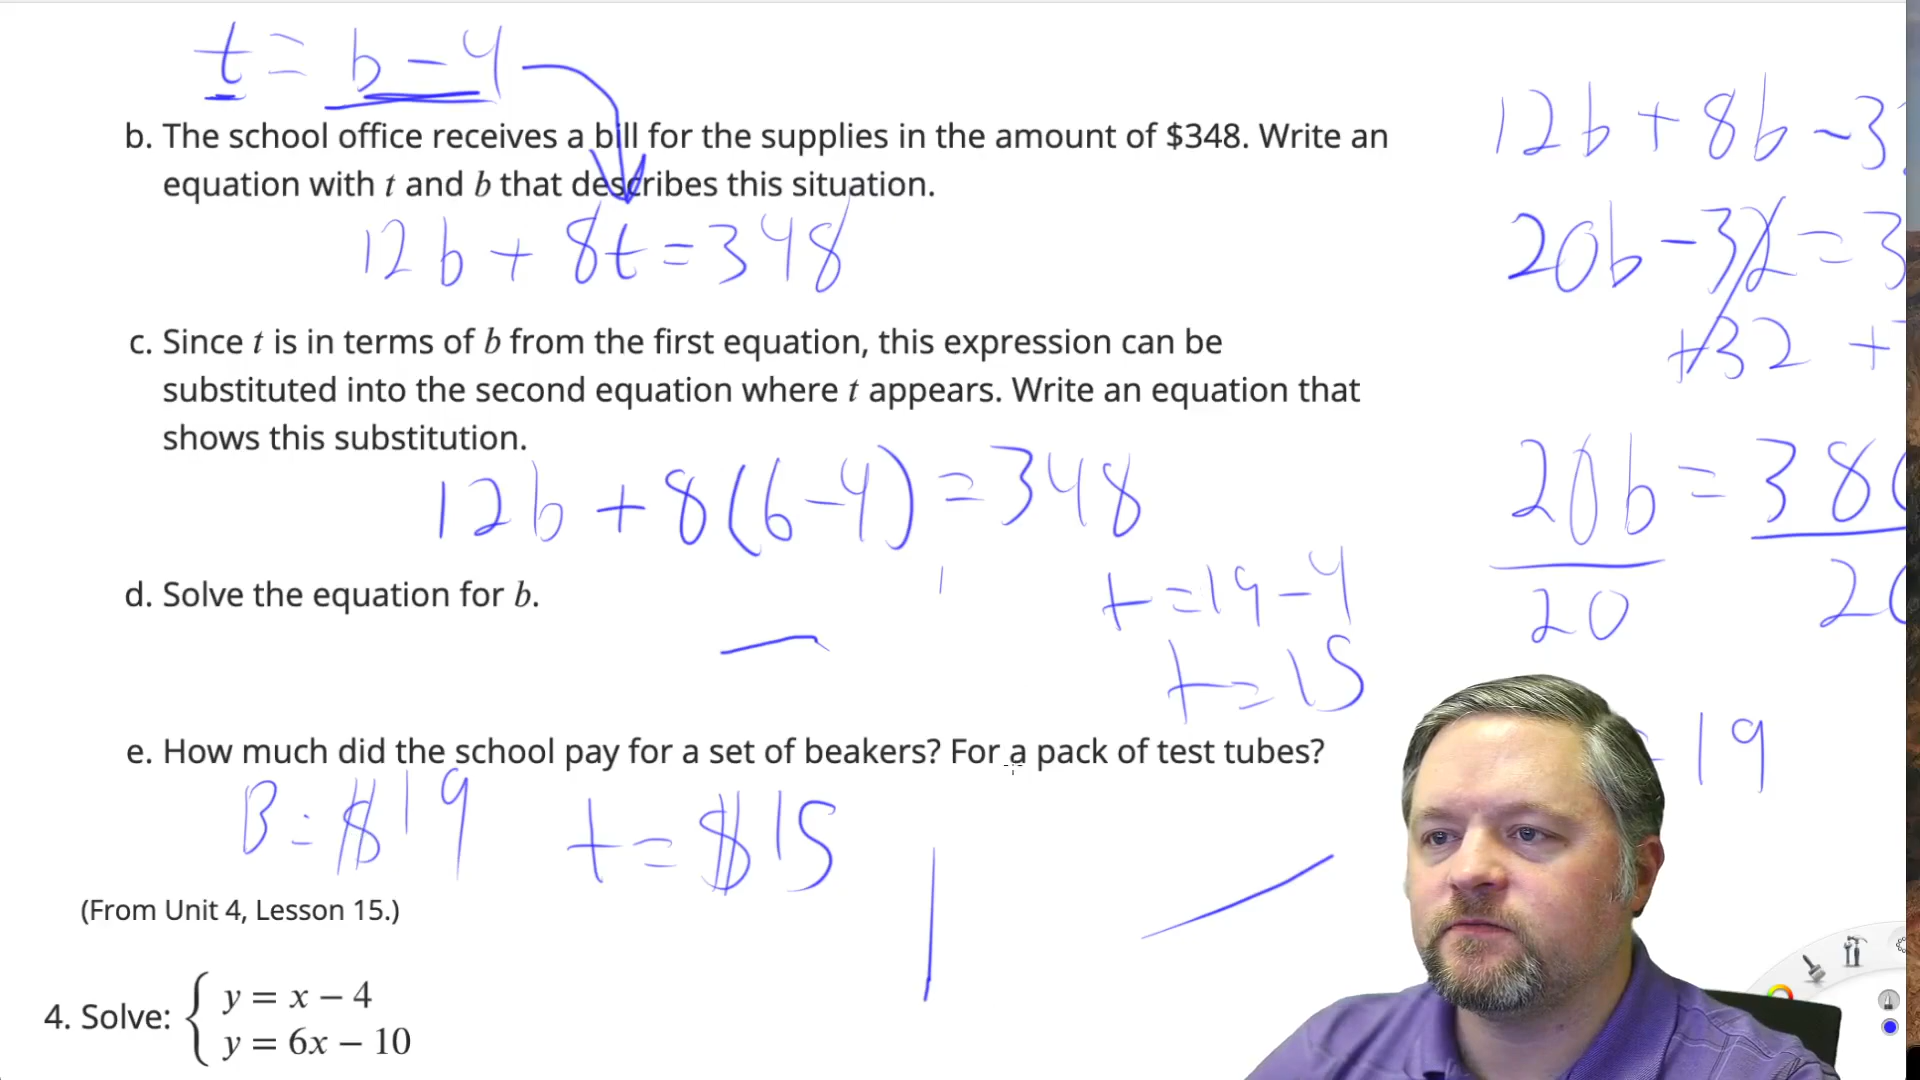 t = b - 4
b. The school office receives a bill for the supplies in the amount of $348. Write an
equation with t and b that describes this situation.
12b + 8t = 348
c. Since t is in terms of b from the first equation, this expression can be
substituted into the second equation where t appears. Write an equation that
shows this substitution.
12b + 8(b-4) = 348
d. Solve the equation for b.
t = 19 - 4
t = 15
e. How much did the school pay for a set of beakers? For a pack of test tubes?
B = $19 t = $15
(From Unit 4, Lesson 15.)
4. Solve: { y = x – 4
y = 6x – 10
12b + 8b - 3
20b - 32 = 3
+32 +
20b = 38
20 20
19